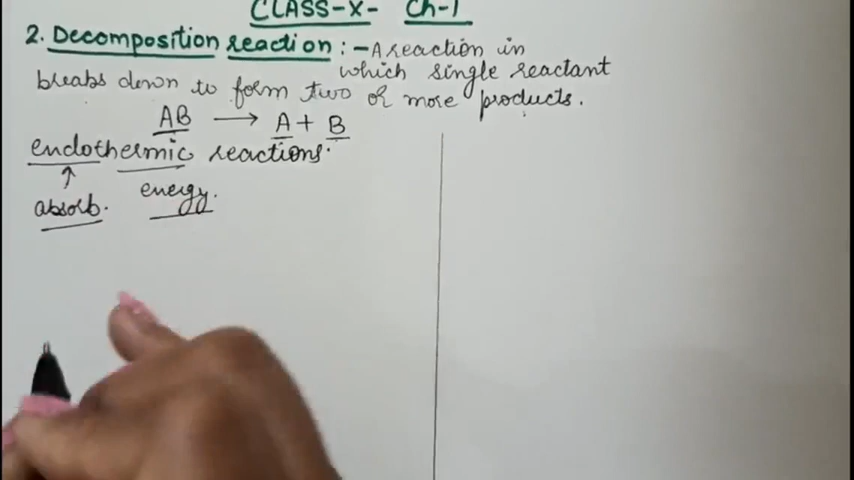 CLASS-X- Ch-1
2. Decomposition reaction :- A reaction in
which single reactant
breaks down to form two or more products.
AB → A + B
endothermic reactions.
↑
absorb. energy.